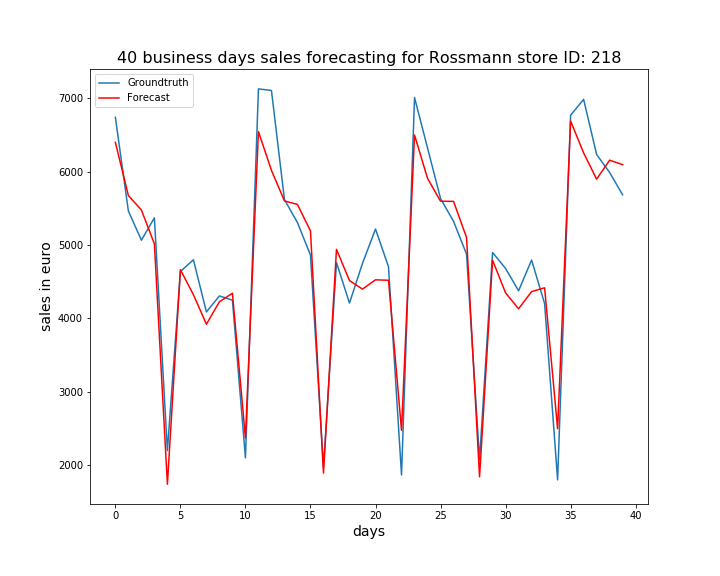 40 business days sales forecasting for Rossmann store ID: 218
Groundtruth
Forecast
7000
6000
5000
4000
3000
2000
sales in euro
0 5 10 15 20 25 30 35 40
days